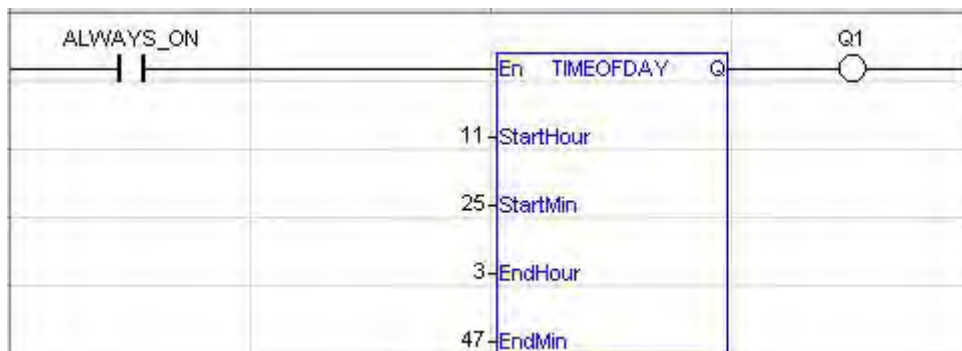 ALWAYS_ON
Q1
En TIMEOFDAY Q
11 StartHour
25 StartMin
3 EndHour
47 EndMin